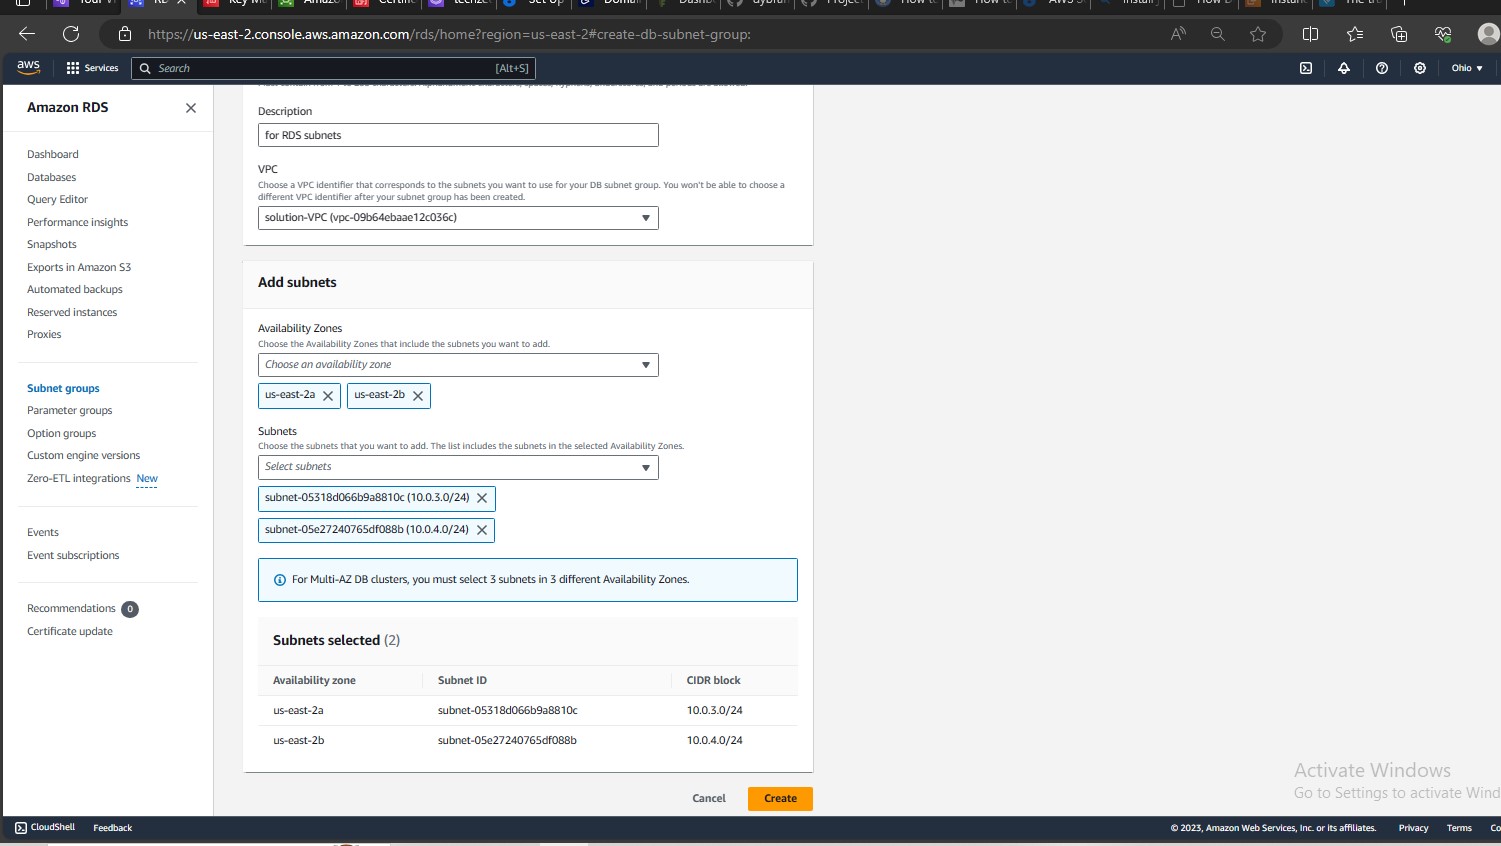 https://us-east-2.console.aws.amazon.com/rds/home?region=us-east-2#create-db-subnet-group:
aws
Services
Search
[Alt+S]
Ohio
Amazon RDS
Dashboard
Databases
Query Editor
Performance insights
Snapshots
Exports in Amazon S3
Automated backups
Reserved instances
Proxies
Subnet groups
Parameter groups
Option groups
Custom engine versions
Zero-ETL integrations New
Events
Event subscriptions
Recommendations 0
Certificate update
Description
for RDS subnets
VPC
Choose a VPC identifier that corresponds to the subnets you want to use for your DB subnet group. You won't be able to choose a
different VPC identifier after your subnet group has been created.
solution-VPC (vpc-09b64ebaae12c036c)
Add subnets
Availability Zones
Choose the Availability Zones that include the subnets you want to add.
Choose an availability zone
us-east-2a
us-east-2b
Subnets
Choose the subnets that you want to add. The list includes the subnets in the selected Availability Zones.
Select subnets
subnet-05318d066b9a8810c (10.0.3.0/24)
subnet-05e27240765df088b (10.0.4.0/24)
For Multi-AZ DB clusters, you must select 3 subnets in 3 different Availability Zones.
Subnets selected (2)
Availability zone Subnet ID CIDR block
us-east-2a subnet-05318d066b9a8810c 10.0.3.0/24
us-east-2b subnet-05e27240765df088b 10.0.4.0/24
Cancel
Create
Activate Windows
Go to Settings to activate Wind
CloudShell
Feedback
© 2023, Amazon Web Services, Inc. or its affiliates.
Privacy
Terms
Co